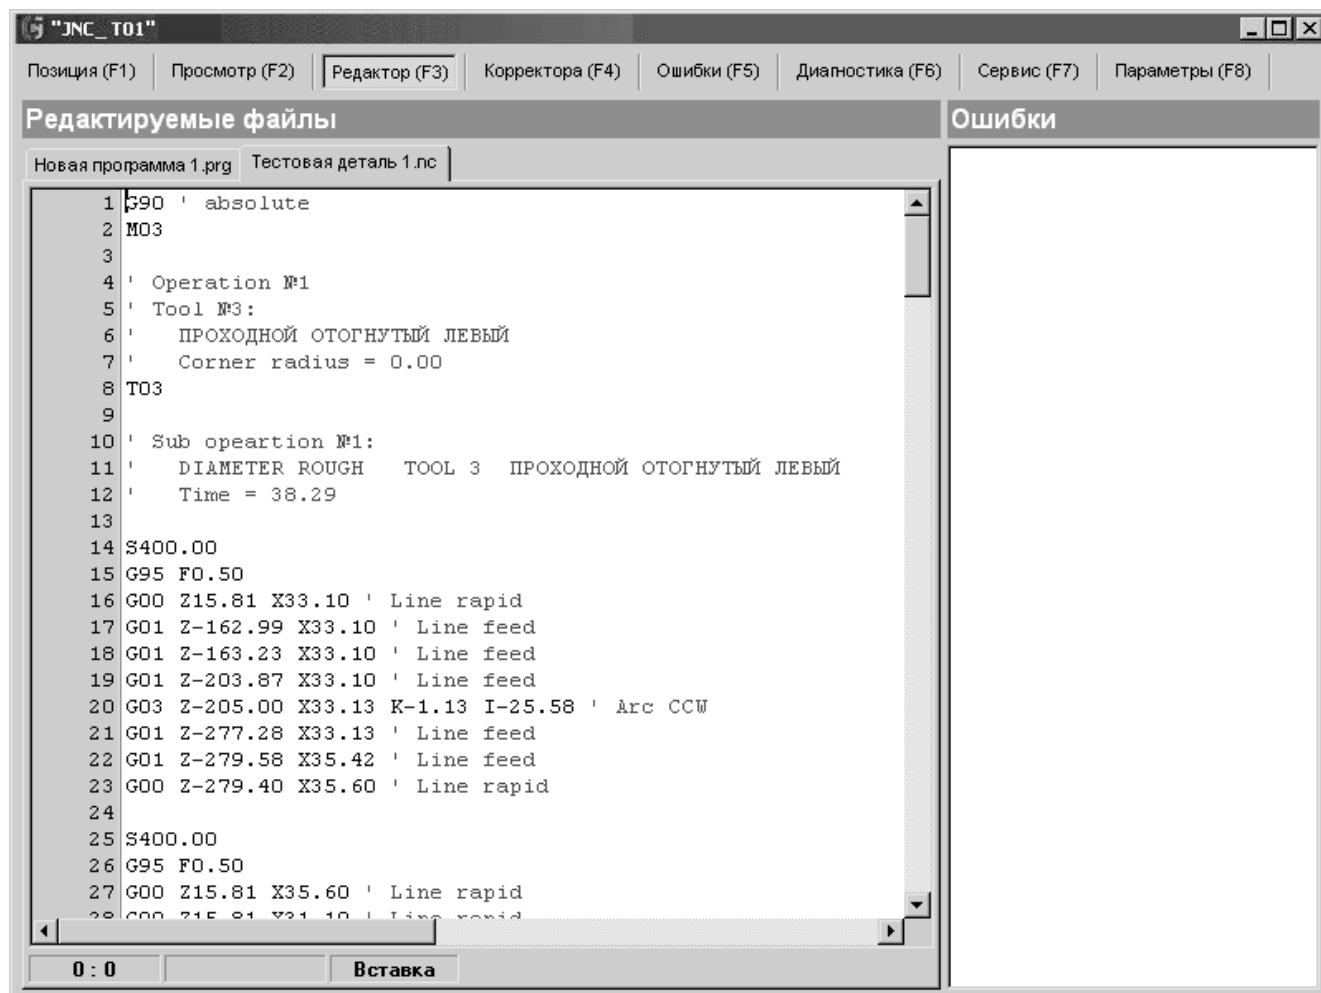 "JNC_T01"
Позиция (F1) Просмотр (F2) Редактор (F3) Корректора (F4) Ошибки (F5) Диагностика (F6) Сервис (F7) Параметры (F8)
Редактируемые файлы
Ошибки
Новая программа 1.prg Тестовая деталь 1.nc
1 G90 ' absolute
2 M03
3
4 ' Operation №1
5 ' Tool №3:
6 ' ПРОХОДНОЙ ОТОГНУТЫЙ ЛЕВЫЙ
7 ' Corner radius = 0.00
8 T03
9
10 ' Sub opeartion №1:
11 ' DIAMETER ROUGH TOOL 3 ПРОХОДНОЙ ОТОГНУТЫЙ ЛЕВЫЙ
12 ' Time = 38.29
13
14 S400.00
15 G95 F0.50
16 G00 Z15.81 X33.10 ' Line rapid
17 G01 Z-162.99 X33.10 ' Line feed
18 G01 Z-163.23 X33.10 ' Line feed
19 G01 Z-203.87 X33.10 ' Line feed
20 G03 Z-205.00 X33.13 K-1.13 I-25.58 ' Arc CCW
21 G01 Z-277.28 X33.13 ' Line feed
22 G01 Z-279.58 X35.42 ' Line feed
23 G00 Z-279.40 X35.60 ' Line rapid
24
25 S400.00
26 G95 F0.50
27 G00 Z15.81 X35.60 ' Line rapid
28 G00 Z15.81 X31.10 ' Line rapid
0 : 0 Вставка